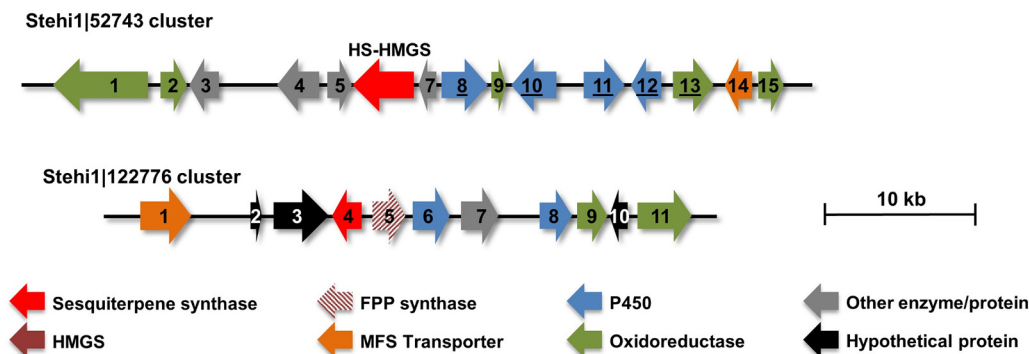 Stehi1|52743 cluster
HS-HMGS
1 2 3 4 5 7 8 9 10 11 12 13 14 15
Stehi1|122776 cluster
1 2 3 4 5 6 7 8 9 10 11
10 kb
Sesquiterpene synthase FPP synthase P450 Other enzyme/protein
HMGS MFS Transporter Oxidoreductase Hypothetical protein